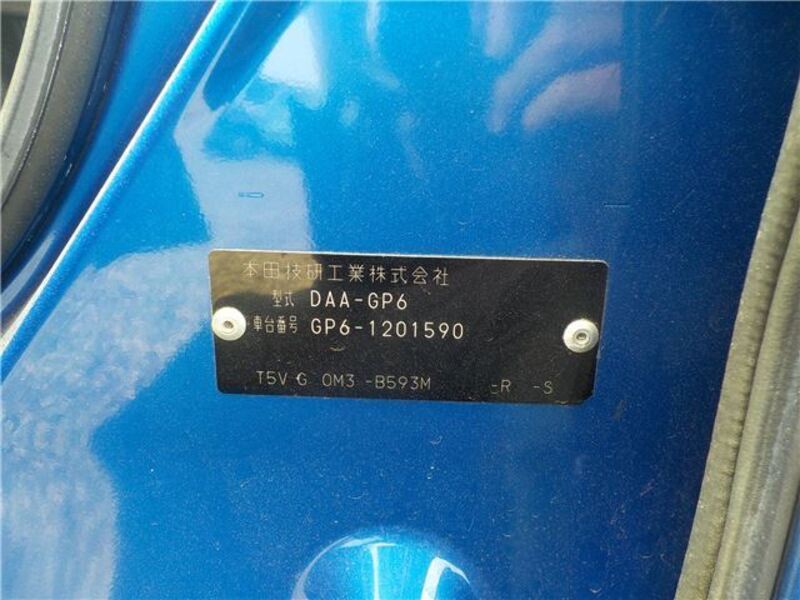 本田技研工業株式会社
型式 DAA-GP6
車台番号 GP6-1201590
T5V G 0M3 -B593M -R -S